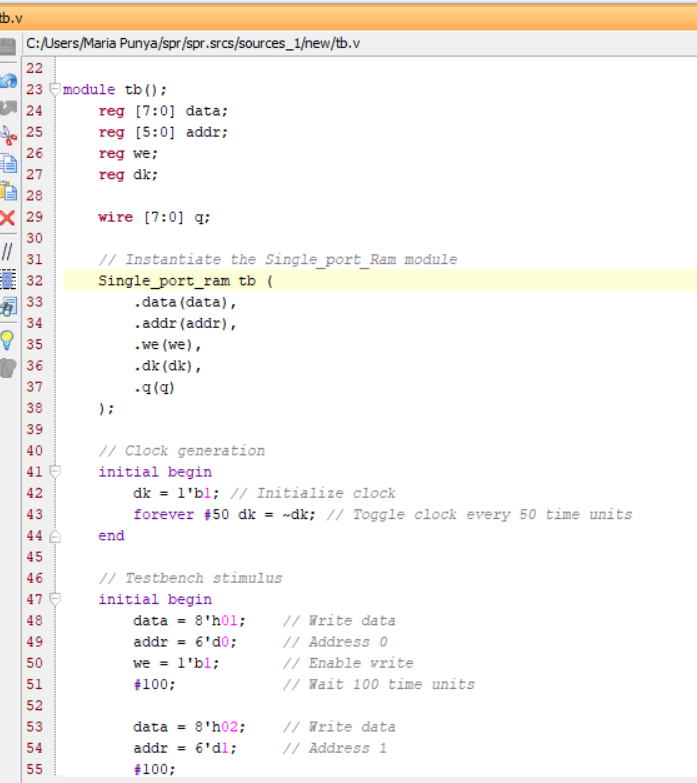 tb.v
C:/Users/Maria Punya/spr/spr.srcs/sources_1/new/tb.v
22
23 module tb();
24 reg [7:0] data;
25 reg [5:0] addr;
26 reg we;
27 reg dk;
28
29 wire [7:0] q;
30
31 // Instantiate the Single_port_Ram module
32 Single_port_ram tb (
33 .data(data),
34 .addr(addr),
35 .we(we),
36 .dk(dk),
37 .q(q)
38 );
39
40 // Clock generation
41 initial begin
42 dk = 1'b1; // Initialize clock
43 forever #50 dk = ~dk; // Toggle clock every 50 time units
44 end
45
46 // Testbench stimulus
47 initial begin
48 data = 8'h01; // Write data
49 addr = 6'd0; // Address 0
50 we = 1'b1; // Enable write
51 #100; // Wait 100 time units
52
53 data = 8'h02; // Write data
54 addr = 6'd1; // Address 1
55 #100;